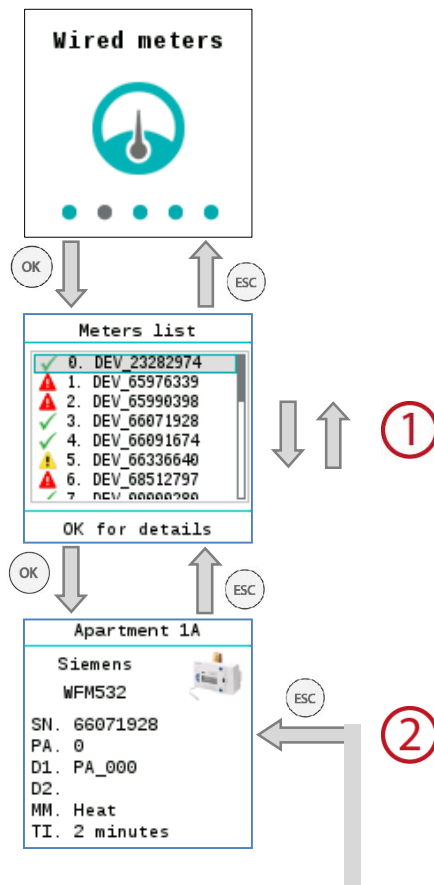 Wired meters
OK
ESC
Meters list
0. DEV_23282974
1. DEV_65976339
2. DEV_65990398
3. DEV_66071928
4. DEV_66091674
5. DEV_66336640
6. DEV_68512797
7. DEV_00000280
1
OK for details
OK
ESC
Apartment 1A
Siemens
WFM532
SN. 66071928
PA. 0
D1. PA_000
D2.
MM. Heat
TI. 2 minutes
ESC
2